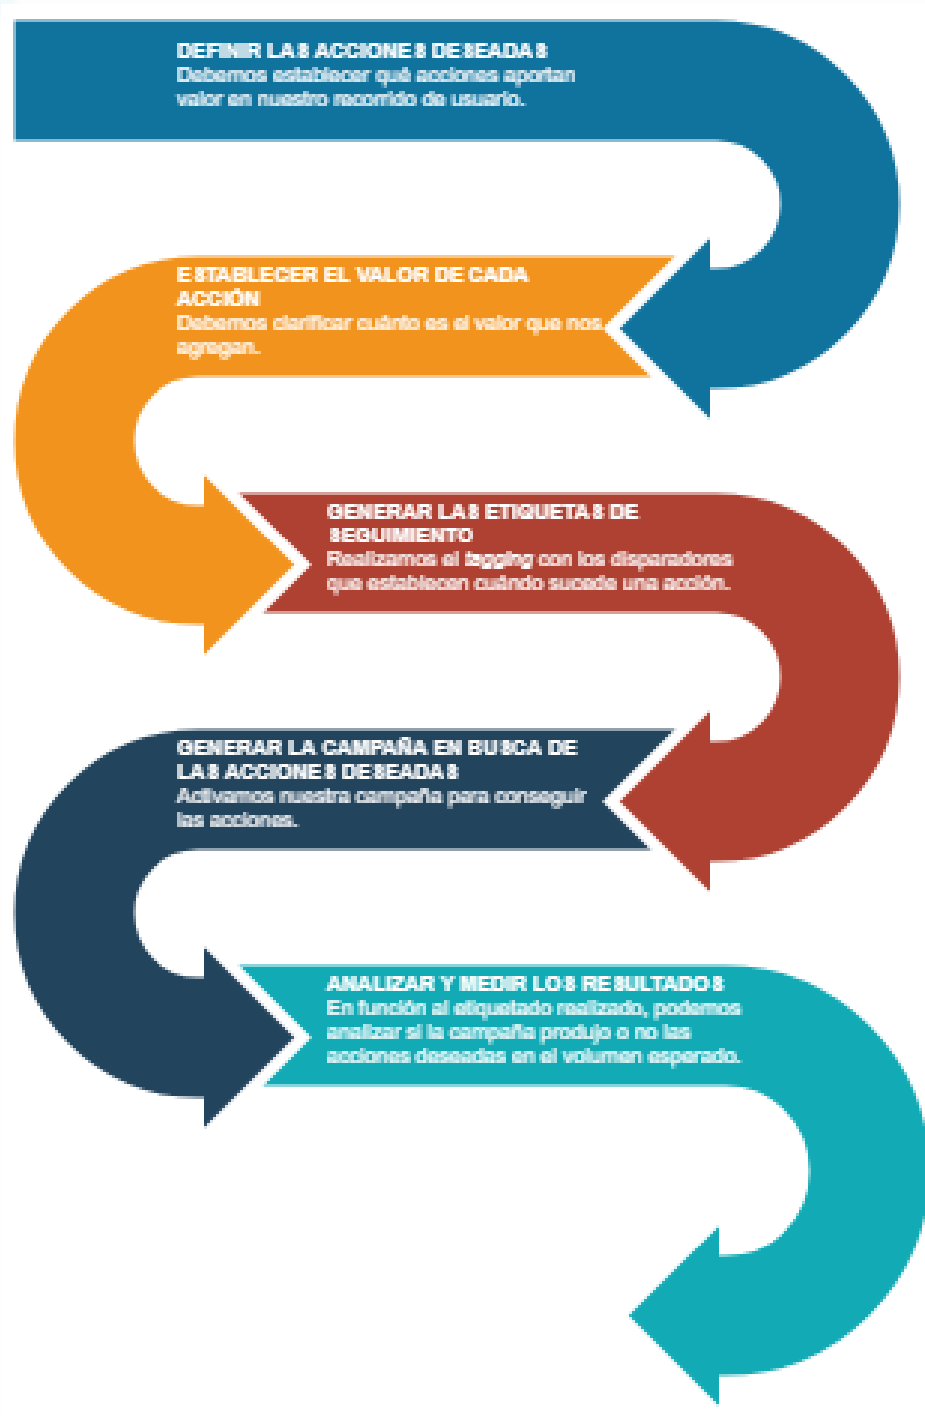 DEFINIR LAS ACCIONES DESEADAS
Debemos establecer qué acciones aportan
valor en nuestro recorrido de usuario.
ESTABLECER EL VALOR DE CADA
ACCIÓN
Debemos clarificar cuánto es el valor que nos
agregan.
GENERAR LAS ETIQUETAS DE
SEGUIMIENTO
Realizamos el tagging con los disparadores
que establecen cuándo sucede una acción.
GENERAR LA CAMPAÑA EN BUSCA DE
LAS ACCIONES DESEADAS
Activamos nuestra campaña para conseguir
las acciones.
ANALIZAR Y MEDIR LOS RESULTADOS
En función al etiquetado realizado, podemos
analizar si la campaña produjo o no las
acciones deseadas en el volumen esperado.